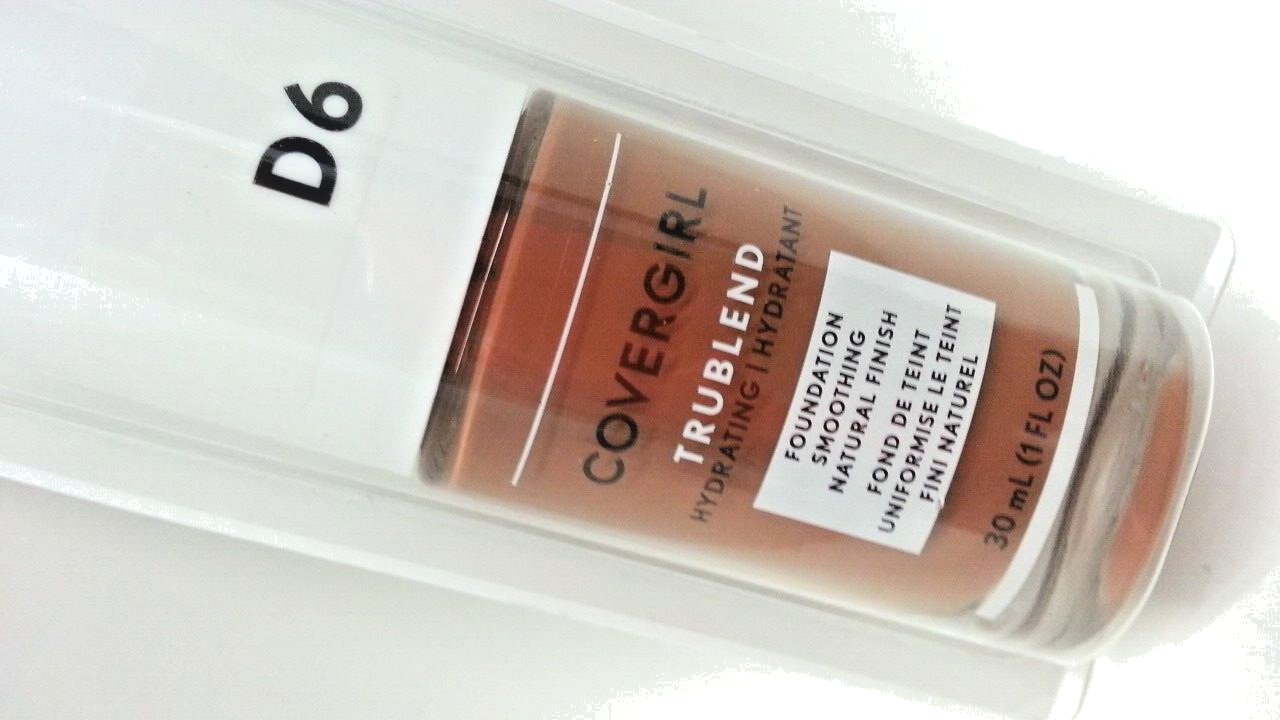 D6
COVERGIRL
TRUBLEND
HYDRATING | HYDRATANT
FOUNDATION
SMOOTHING
NATURAL FINISH
FOND DE TEINT
UNIFORMISE LE TEINT
FINI NATUREL
30 mL (1 FL OZ)